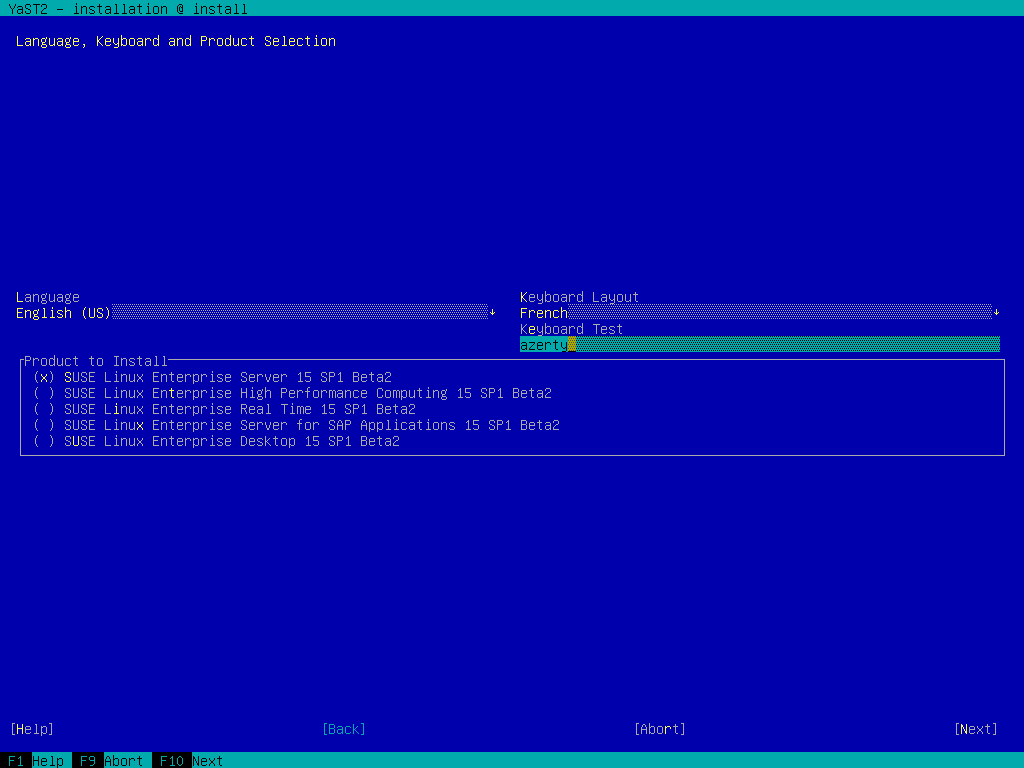 YaST2 - installation @ install
Language, Keyboard and Product Selection
Language
English (US)
Keyboard Layout
French
Keyboard Test
azerty
Product to Install
(x) SUSE Linux Enterprise Server 15 SP1 Beta2
( ) SUSE Linux Enterprise High Performance Computing 15 SP1 Beta2
( ) SUSE Linux Enterprise Real Time 15 SP1 Beta2
( ) SUSE Linux Enterprise Server for SAP Applications 15 SP1 Beta2
( ) SUSE Linux Enterprise Desktop 15 SP1 Beta2
[Help] [Back] [Abort] [Next]
F1 Help F9 Abort F10 Next